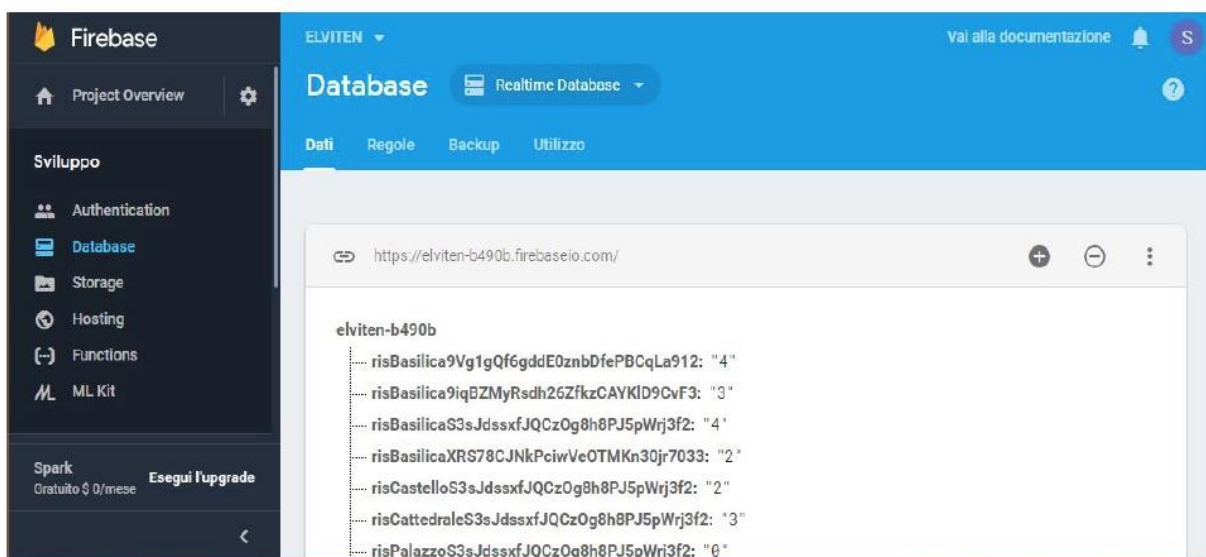 Firebase
Project Overview
Sviluppo
Authentication
Database
Storage
Hosting
Functions
ML Kit
Spark
Gratuito $ 0/mese
Esegui l'upgrade
ELVITEN
Vai alla documentazione
S
Database
Realtime Database
?
Dati Regole Backup Utilizzo
https://elviten-b490b.firebaseio.com/
elviten-b490b
risBasilica9Vg1gQf6gddE0znbDfePBCqLa912: "4"
risBasilica9iqBZMyRsdh26ZfkzCAYKlD9CvF3: "3"
risBasilicaS3sJdssxfJQCzOg8h8PJ5pWrj3f2: "4"
risBasilicaXRS78CJNkPciwVeOTMKn30jr7033: "2"
risCastelloS3sJdssxfJQCzOg8h8PJ5pWrj3f2: "2"
risCattedraleS3sJdssxfJQCzOg8h8PJ5pWrj3f2: "3"
risPalazzoS3sJdssxfJQCzOg8h8PJ5pWrj3f2: "0"